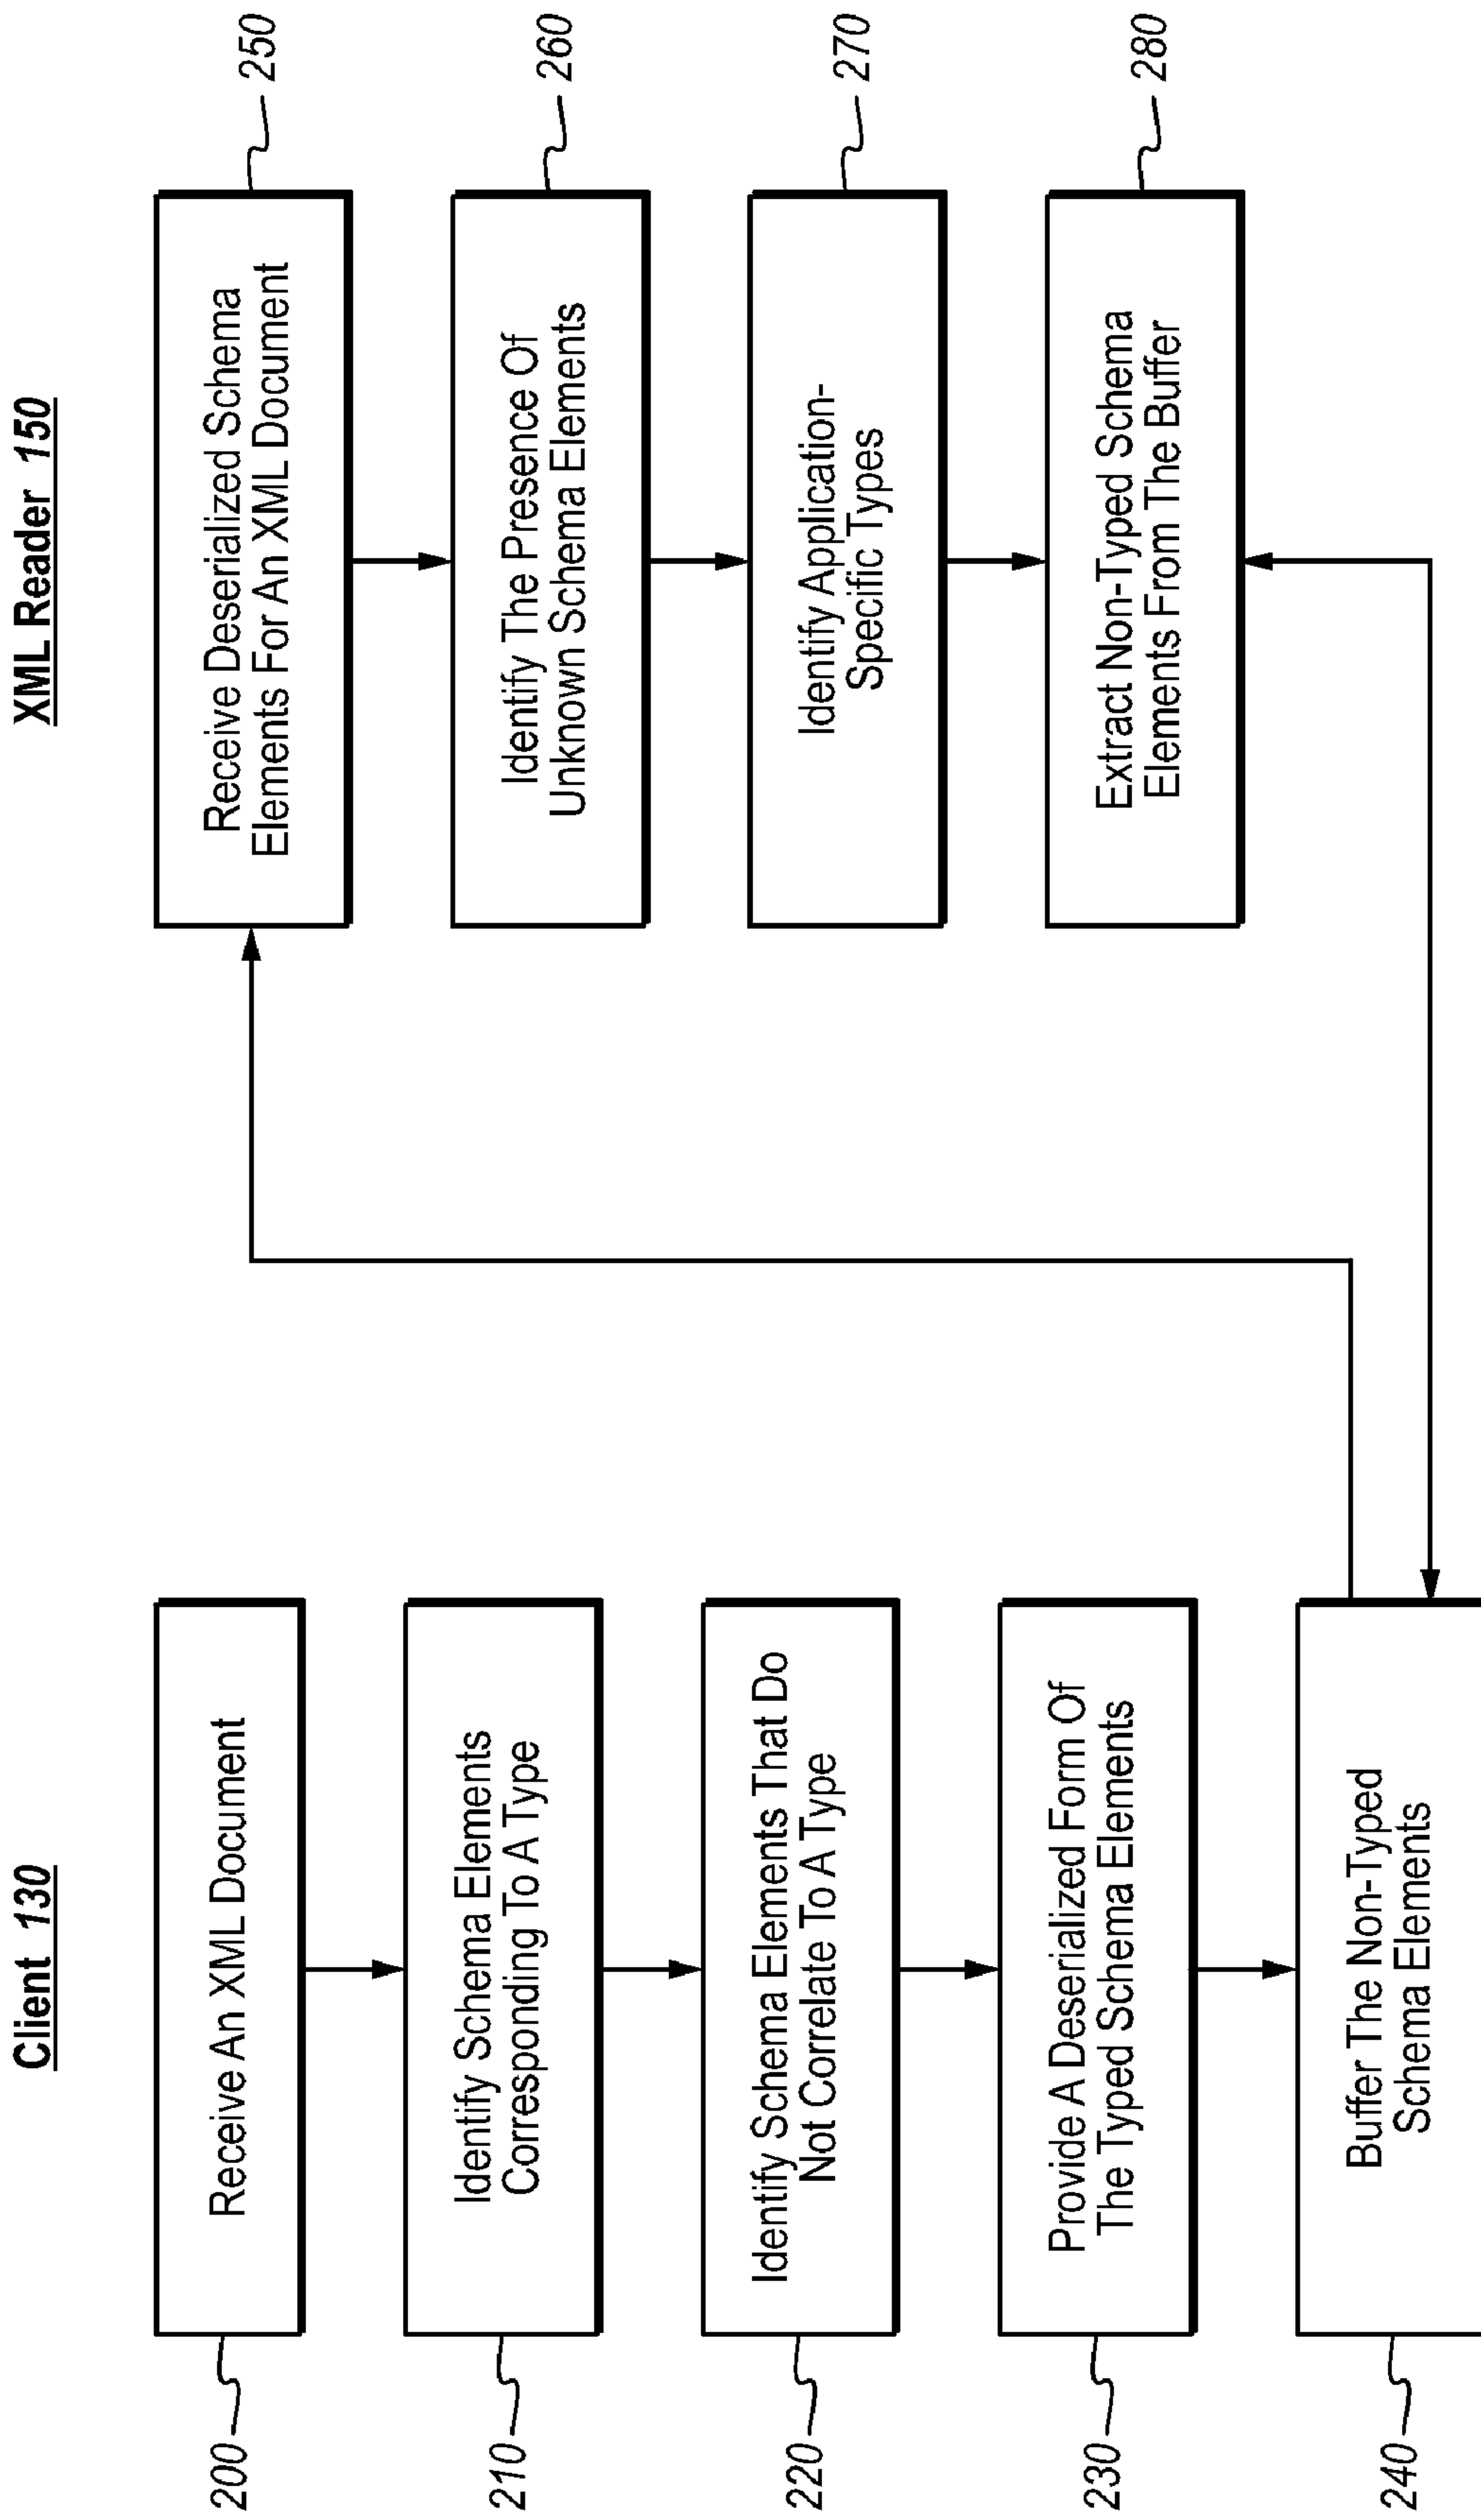 Client 130
200
Receive An XML Document
210
Identify Schema Elements
Corresponding To A Type
220
Identify Schema Elements That Do
Not Correlate To A Type
230
Provide A Deserialized Form Of
The Typed Schema Elements
240
Buffer The Non-Typed
Schema Elements
XML Reader 150
Receive Deserialized Schema
Elements For An XML Document
250
Identify The Presence Of
Unknown Schema Elements
260
Identify Application-
Specific Types
270
Extract Non-Typed Schema
Elements From The Buffer
280